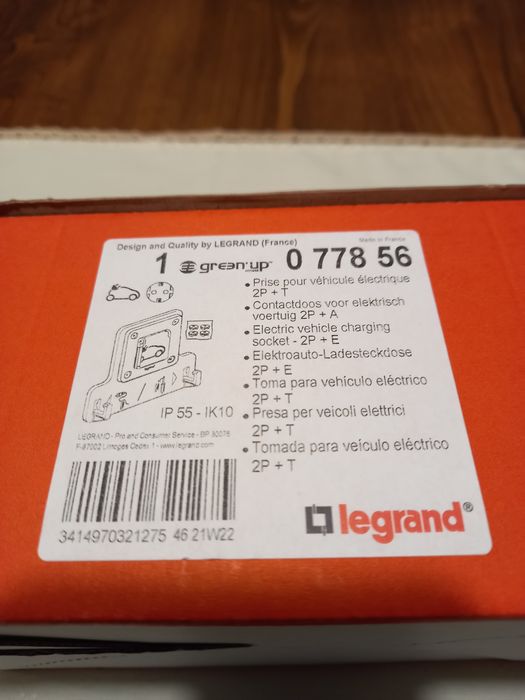 Design and Quality by LEGRAND (France)
Made in France
1 green'up 0 778 56
• Prise pour véhicule électrique
2P + T
• Contactdoos voor elektrisch
voertuig 2P + A
• Electric vehicle charging
socket - 2P + E
• Elektroauto-Ladesteckdose
2P + E
• Toma para vehículo eléctrico
2P + T
• Presa per veicoli elettrici
2P + T
• Tomada para veículo eléctrico
2P + T
IP 55 - IK10
LEGRAND - Pro and Consumer Service - BP 30076
F-87002 Limoges Cedex 1 - www.legrand.com
3414970321275 46 21W22
legrand®